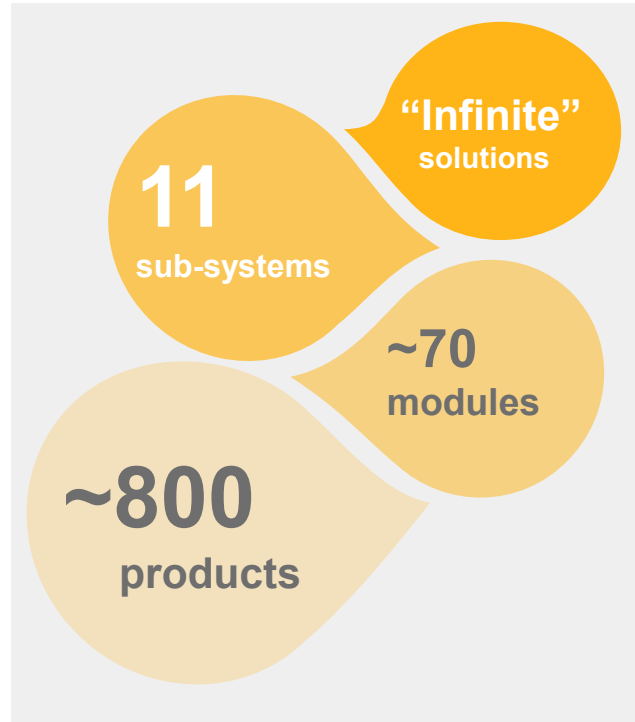 “Infinite”
solutions
11
sub-systems
~70
modules
~800
products